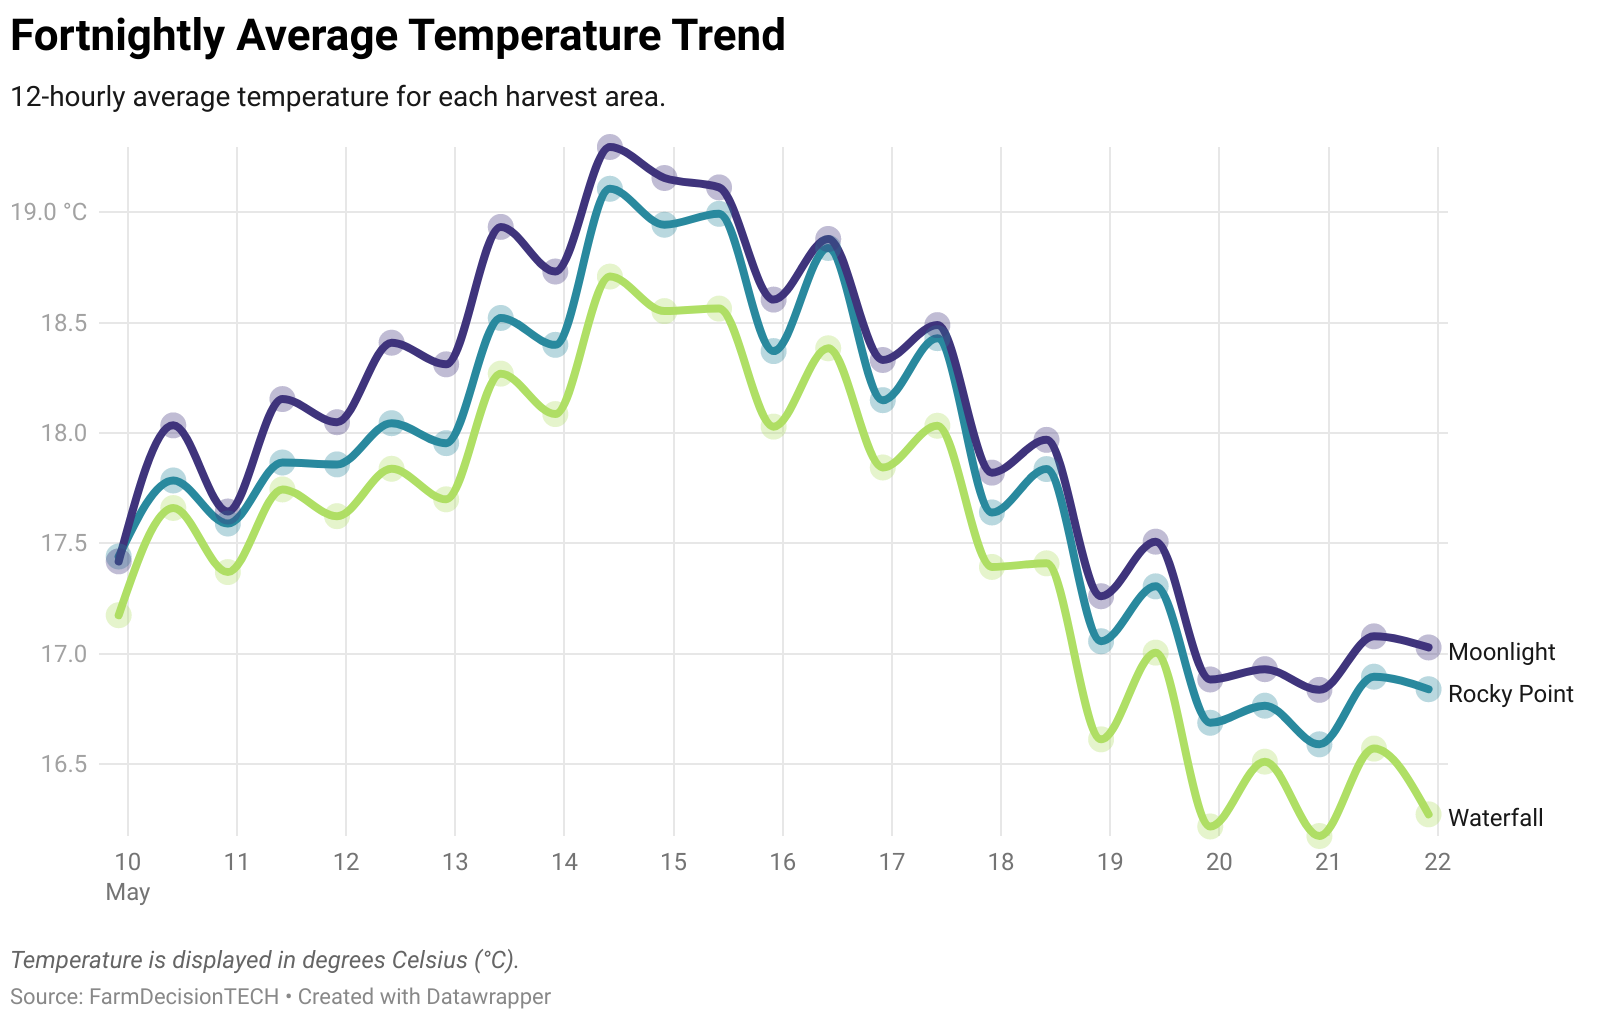 Fortnightly Average Temperature Trend
12-hourly average temperature for each harvest area.
19.0 °C
18.5
18.0
17.5
17.0
16.5
Moonlight
Rocky Point
Waterfall
10 11 12 13 14 15 16 17 18 19 20 21 22
May
Temperature is displayed in degrees Celsius (°C).
Source: FarmDecisionTECH • Created with Datawrapper